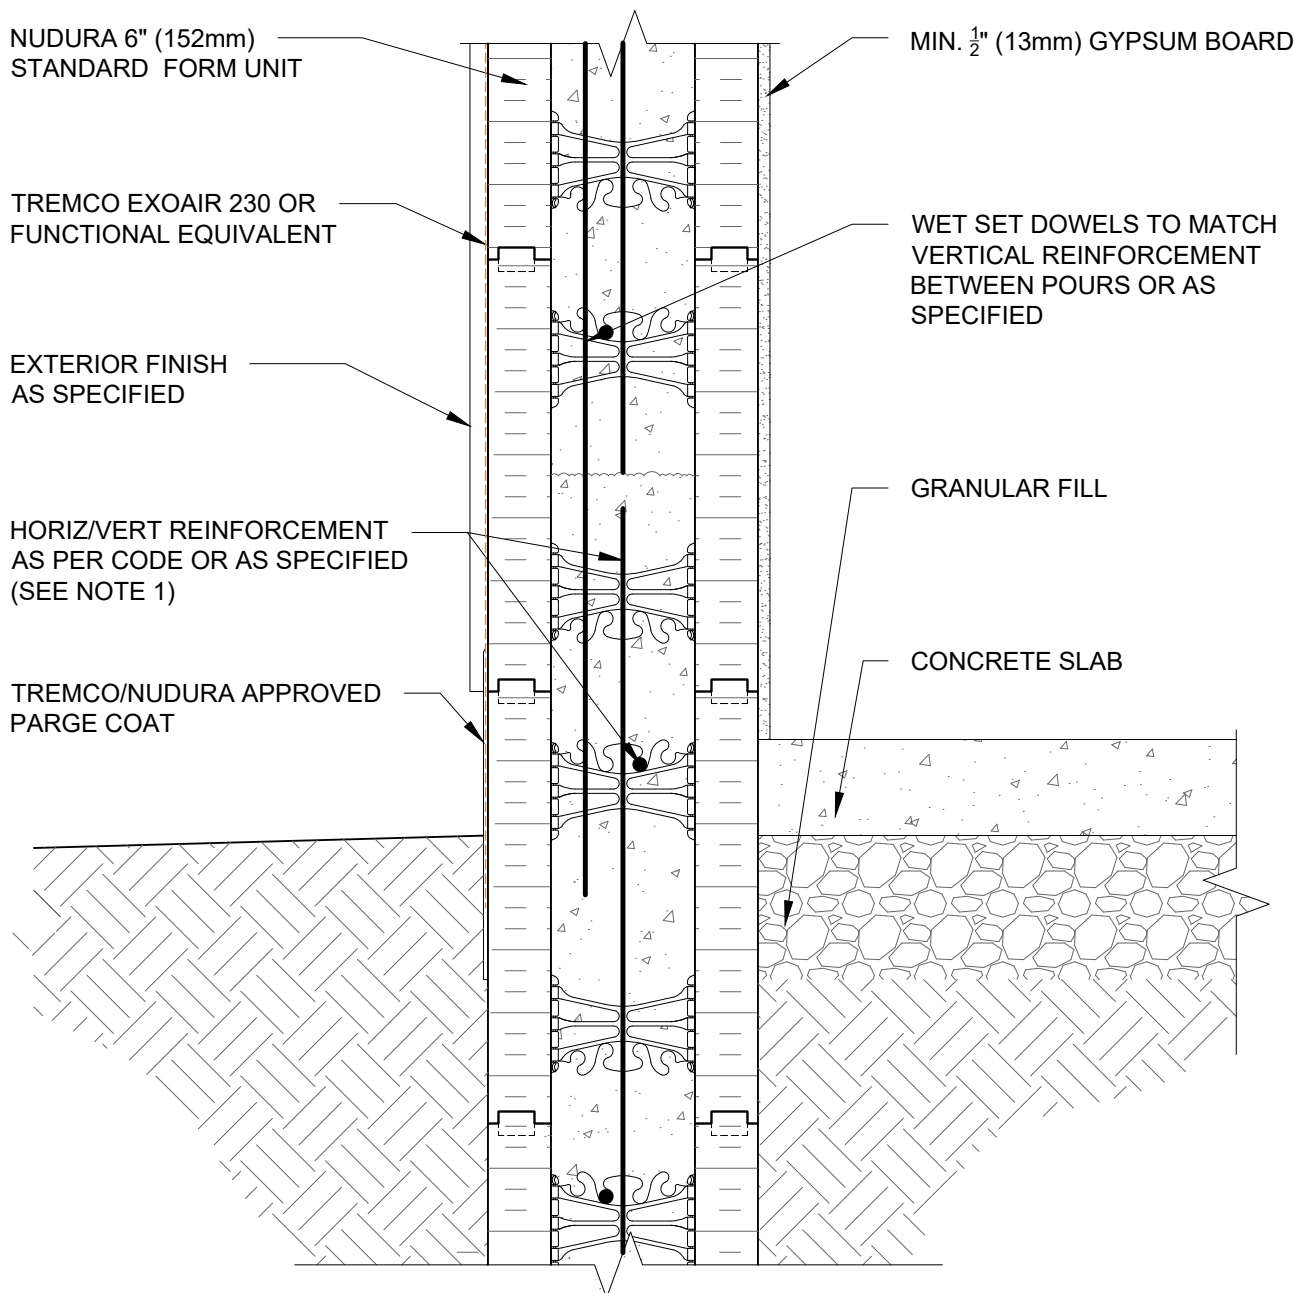 NUDURA 6" (152mm)
STANDARD FORM UNIT
TREMCO EXOAIR 230 OR
FUNCTIONAL EQUIVALENT
EXTERIOR FINISH
AS SPECIFIED
HORIZ/VERT REINFORCEMENT
AS PER CODE OR AS SPECIFIED
(SEE NOTE 1)
TREMCO/NUDURA APPROVED
PARGE COAT
MIN. 1/2" (13mm) GYPSUM BOARD
WET SET DOWELS TO MATCH
VERTICAL REINFORCEMENT
BETWEEN POURS OR AS
SPECIFIED
GRANULAR FILL
CONCRETE SLAB